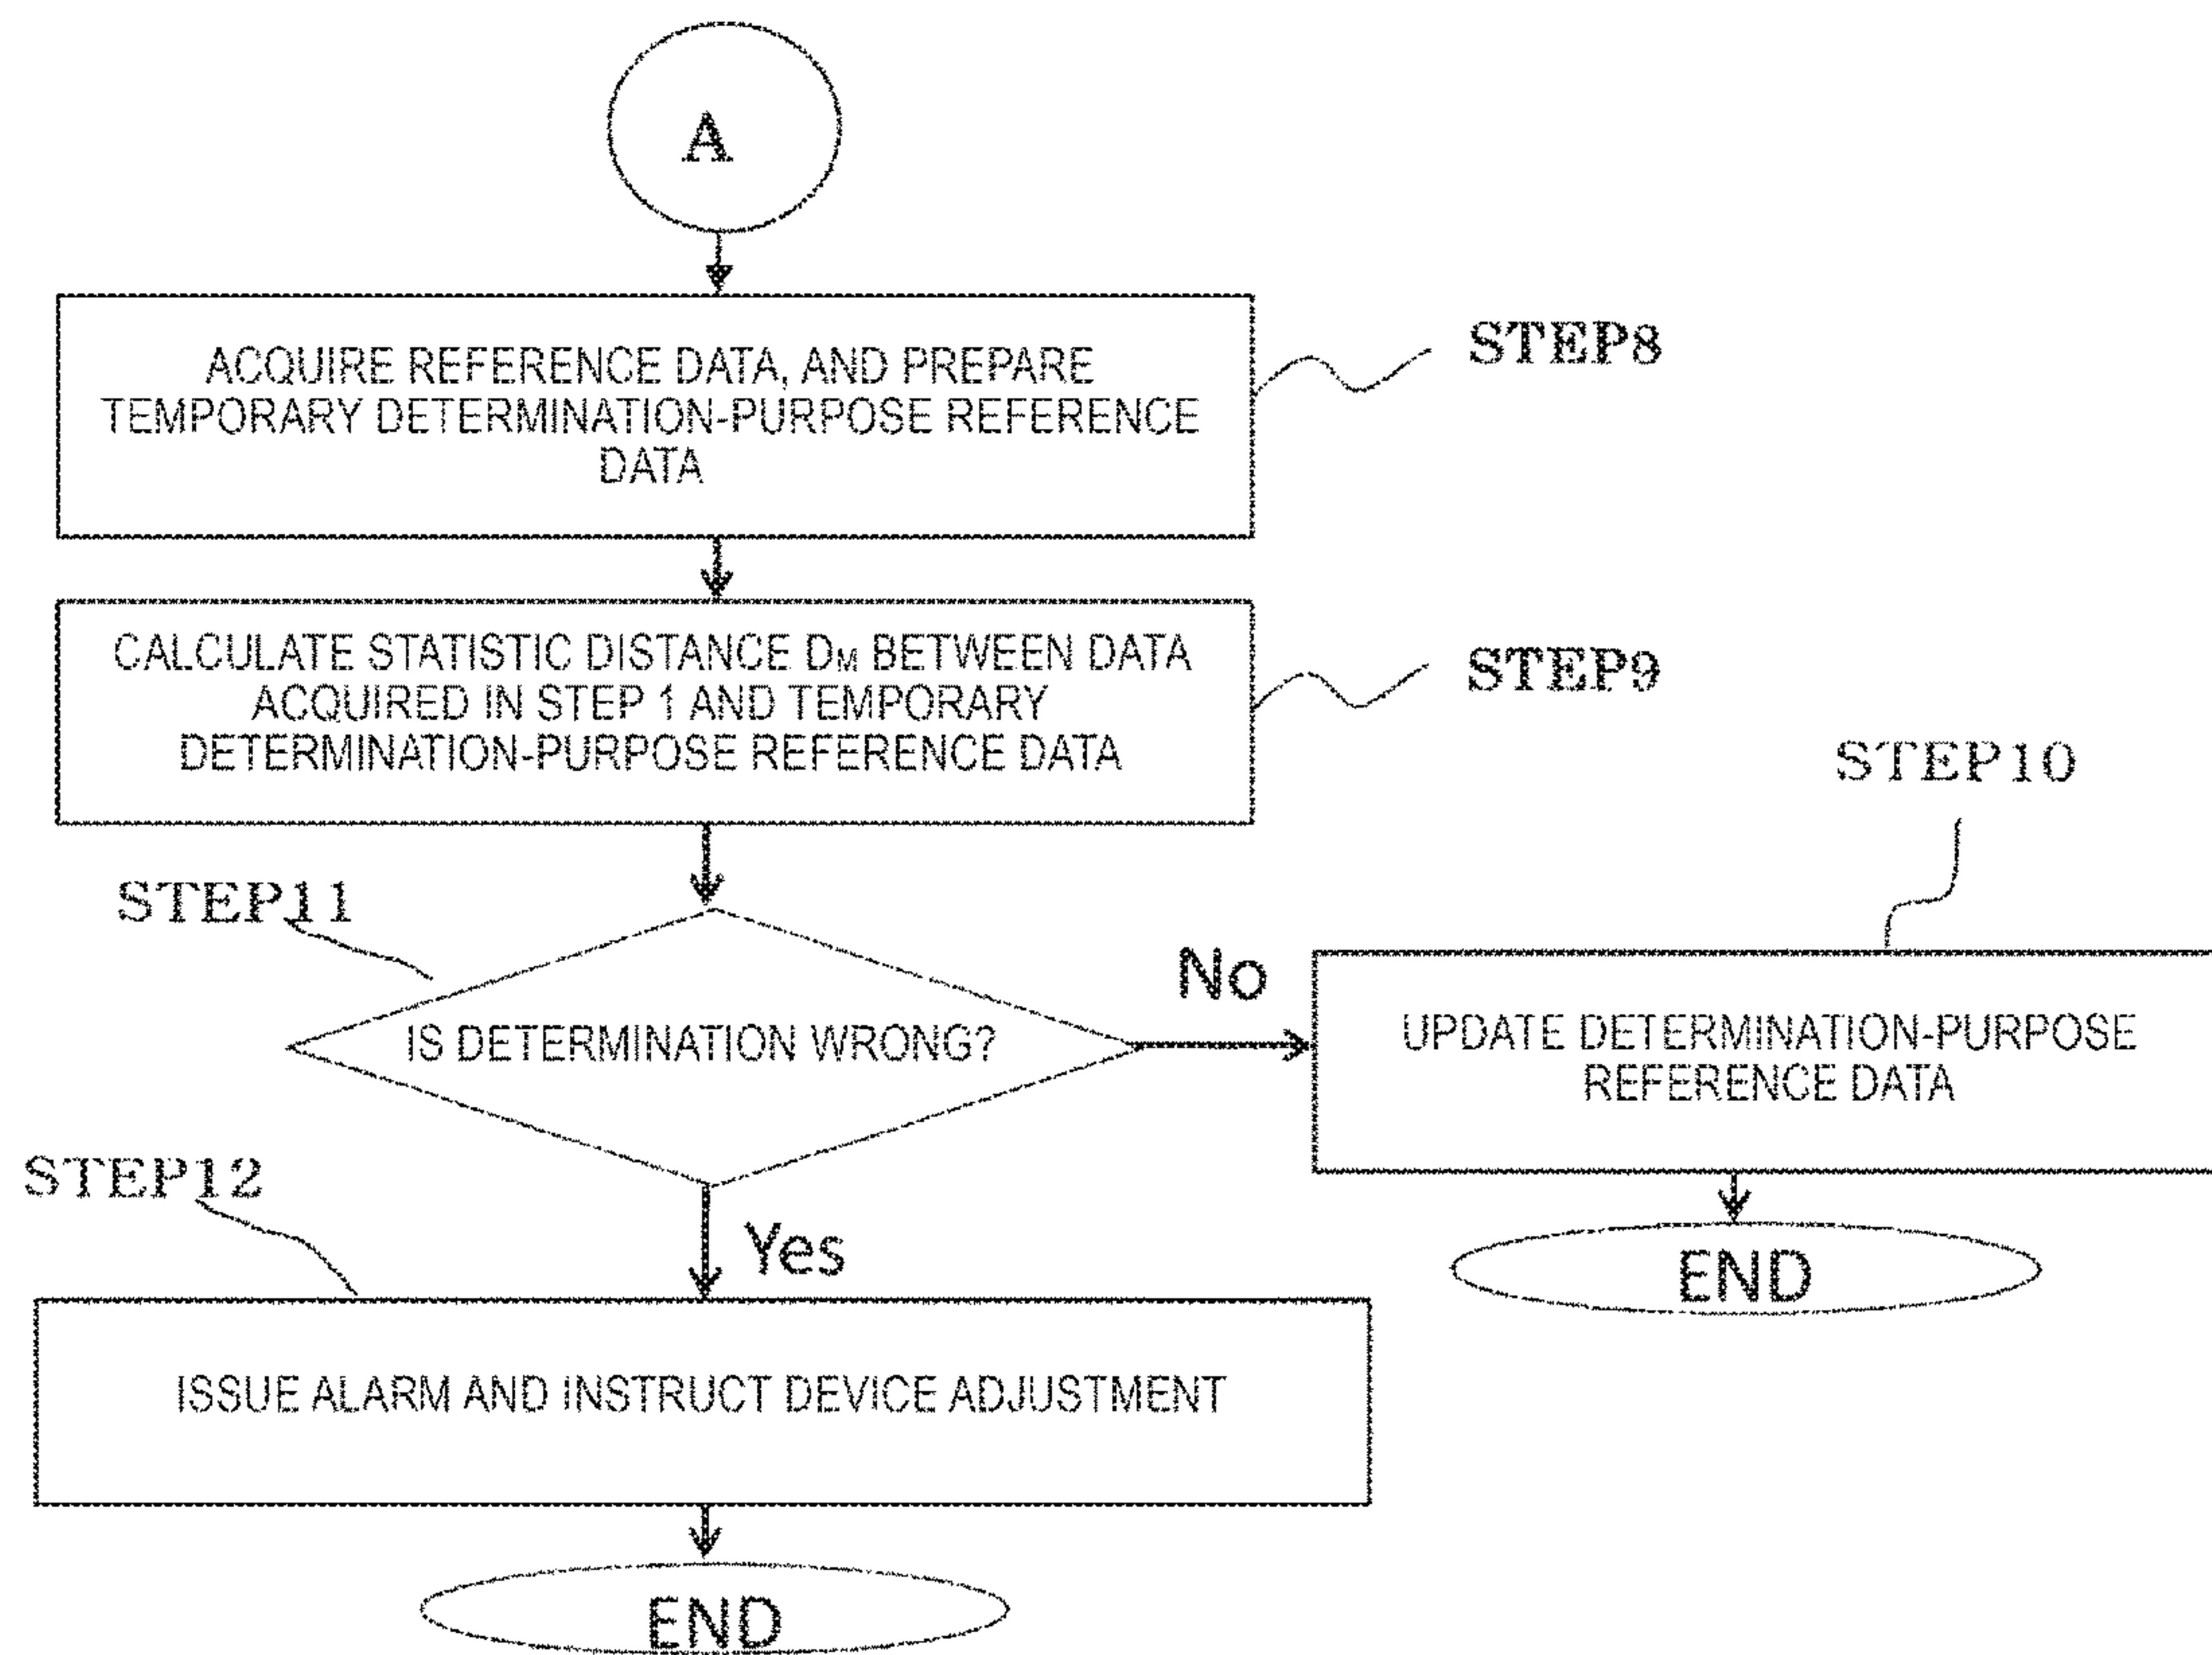 A
ACQUIRE REFERENCE DATA, AND PREPARE
TEMPORARY DETERMINATION-PURPOSE REFERENCE
DATA
STEP8
CALCULATE STATISTIC DISTANCE DM BETWEEN DATA
ACQUIRED IN STEP 1 AND TEMPORARY
DETERMINATION-PURPOSE REFERENCE DATA
STEP9
STEP10
STEP11
IS DETERMINATION WRONG?
No
UPDATE DETERMINATION-PURPOSE
REFERENCE DATA
END
STEP12
Yes
ISSUE ALARM AND INSTRUCT DEVICE ADJUSTMENT
END